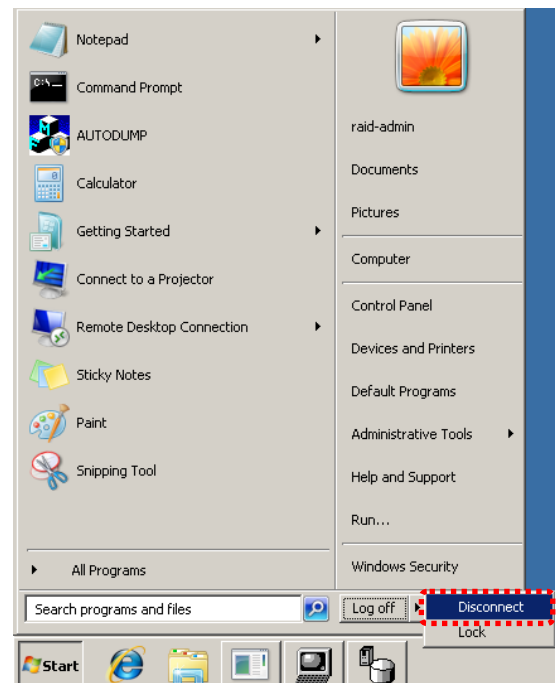 Notepad
Command Prompt
AUTODUMP
Calculator
Getting Started
Connect to a Projector
Remote Desktop Connection
Sticky Notes
Paint
Snipping Tool
All Programs
Search programs and files
raid-admin
Documents
Pictures
Computer
Control Panel
Devices and Printers
Default Programs
Administrative Tools
Help and Support
Run...
Windows Security
Log off
Disconnect
Lock
Start